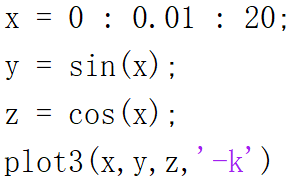 x = 0 : 0.01 : 20;
y = sin(x);
z = cos(x);
plot3(x,y,z,'-k')